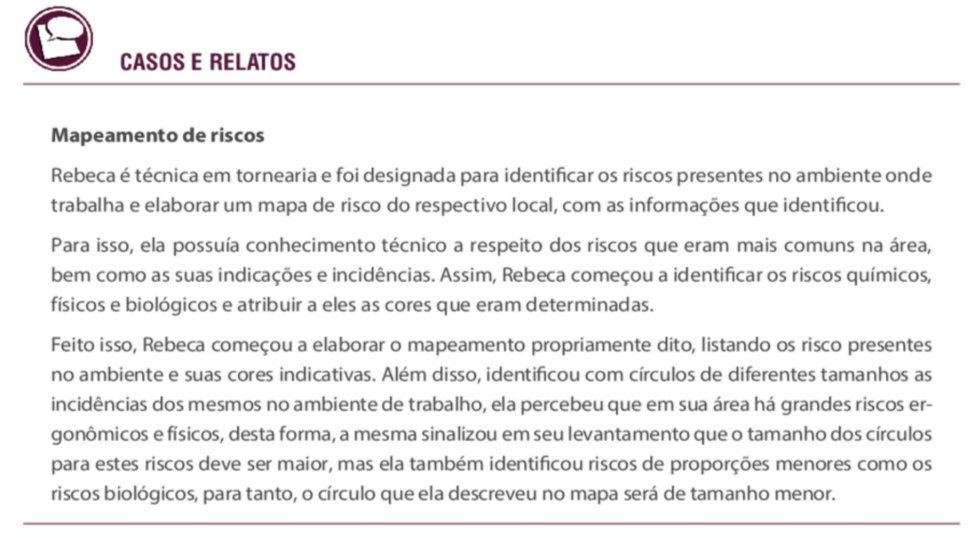 CASOS E RELATOS
Mapeamento de riscos
Rebeca é técnica em tornearia e foi designada para identificar os riscos presentes no ambiente onde
trabalha e elaborar um mapa de risco do respectivo local, com as informações que identificou.
Para isso, ela possuía conhecimento técnico a respeito dos riscos que eram mais comuns na área,
bem como as suas indicações e incidências. Assim, Rebeca começou a identificar os riscos químicos,
físicos e biológicos e atribuir a eles as cores que eram determinadas.
Feito isso, Rebeca começou a elaborar o mapeamento propriamente dito, listando os risco presentes
no ambiente e suas cores indicativas. Além disso, identificou com círculos de diferentes tamanhos as
incidências dos mesmos no ambiente de trabalho, ela percebeu que em sua área há grandes riscos er-
gonômicos e físicos, desta forma, a mesma sinalizou em seu levantamento que o tamanho dos círculos
para estes riscos deve ser maior, mas ela também identificou riscos de proporções menores como os
riscos biológicos, para tanto, o círculo que ela descreveu no mapa será de tamanho menor.